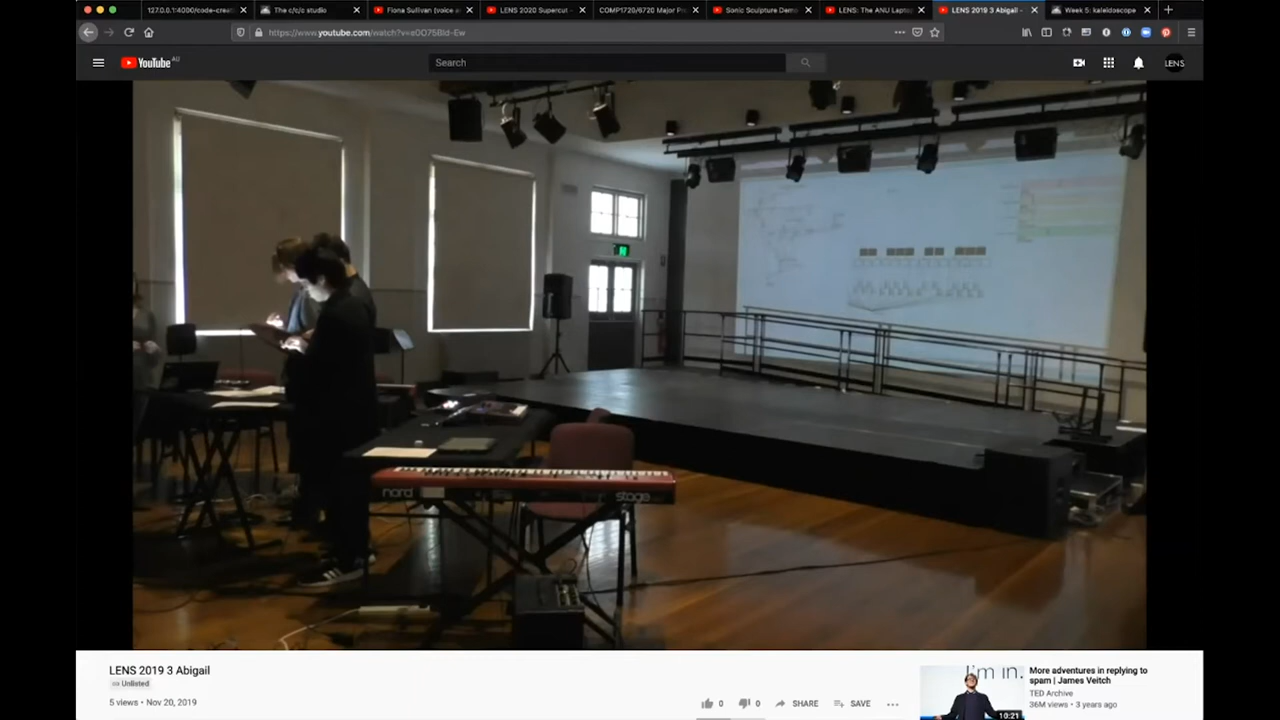 127.0.0.1:4000/code-creati
The c/c/c studio
Fiona Sullivan (voice a
LENS 2020 Supercut -
COMP1720/6720 Major Pr
Sonic Sculpture Demo
LENS: The ANU Laptop
LENS 2019 3 Abigail -
Week 5: kaleidoscope
https://www.youtube.com/watch?v=e0O75Bld-Ew
YouTube AU
Search
LENS
nord
stage
LENS 2019 3 Abigail
Unlisted
5 views • Nov 20, 2019
0
0
SHARE
SAVE
I'm in.
10:21
More adventures in replying to
spam | James Veitch
TED Archive
36M views • 3 years ago